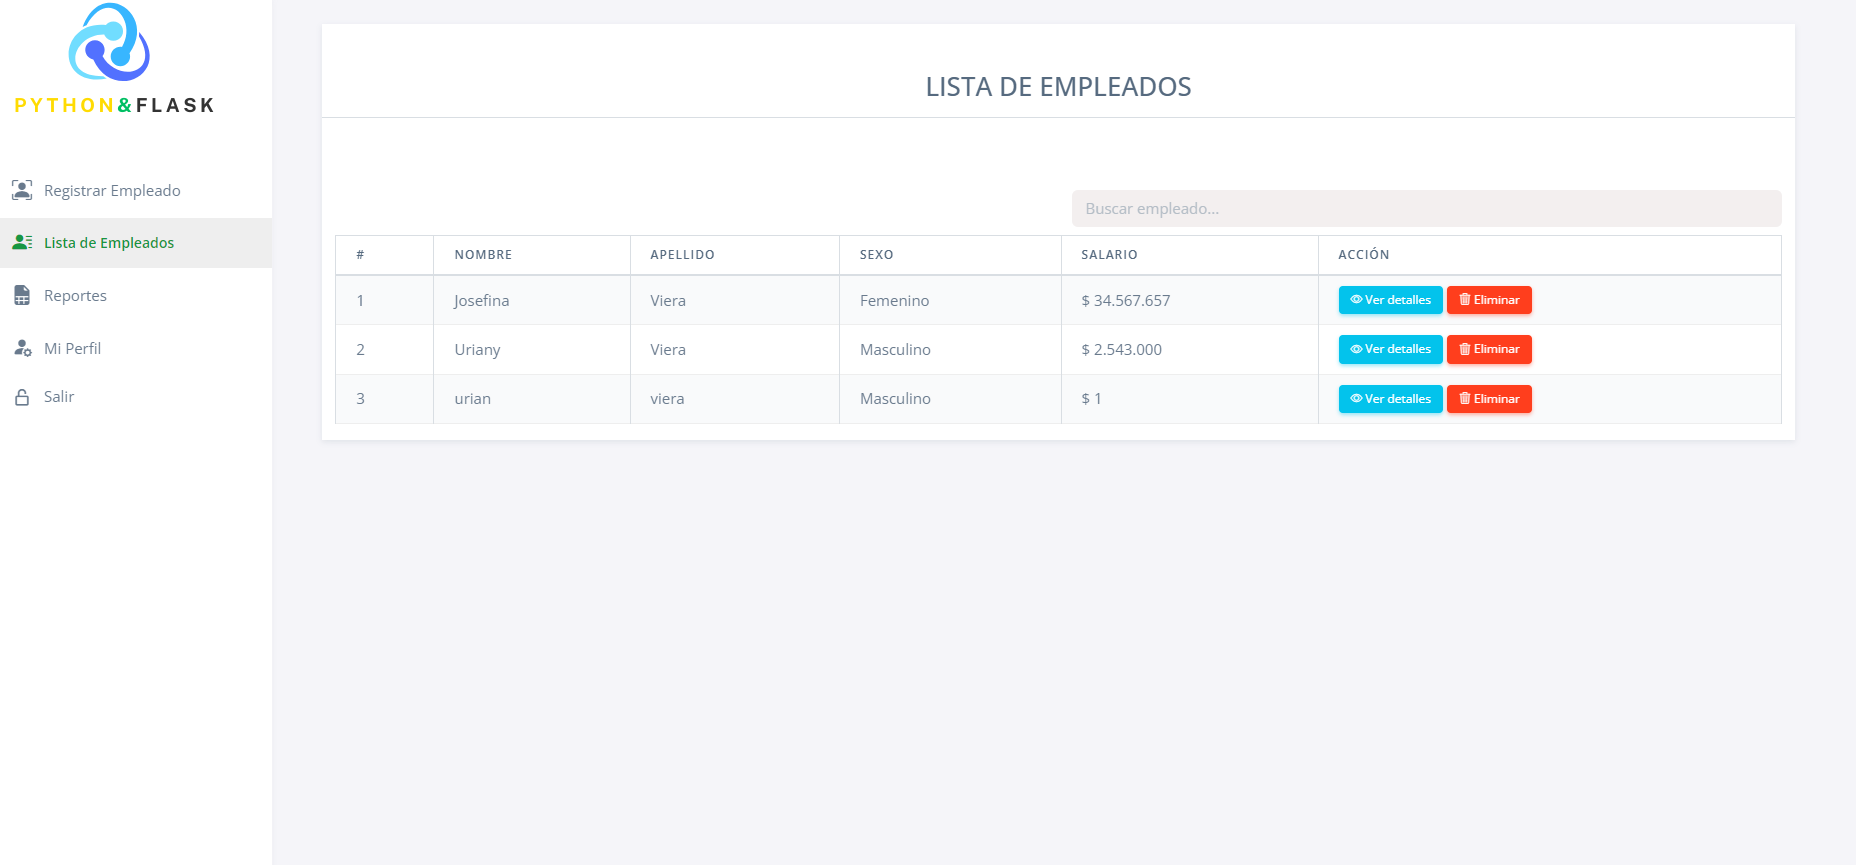 PYTHON&FLASK
Registrar Empleado
Lista de Empleados
Reportes
Mi Perfil
Salir
LISTA DE EMPLEADOS
Buscar empleado...
# NOMBRE APELLIDO SEXO SALARIO ACCIÓN
1 Josefina Viera Femenino $ 34.567.657 Ver detalles Eliminar
2 Uriany Viera Masculino $ 2.543.000 Ver detalles Eliminar
3 urian viera Masculino $ 1 Ver detalles Eliminar